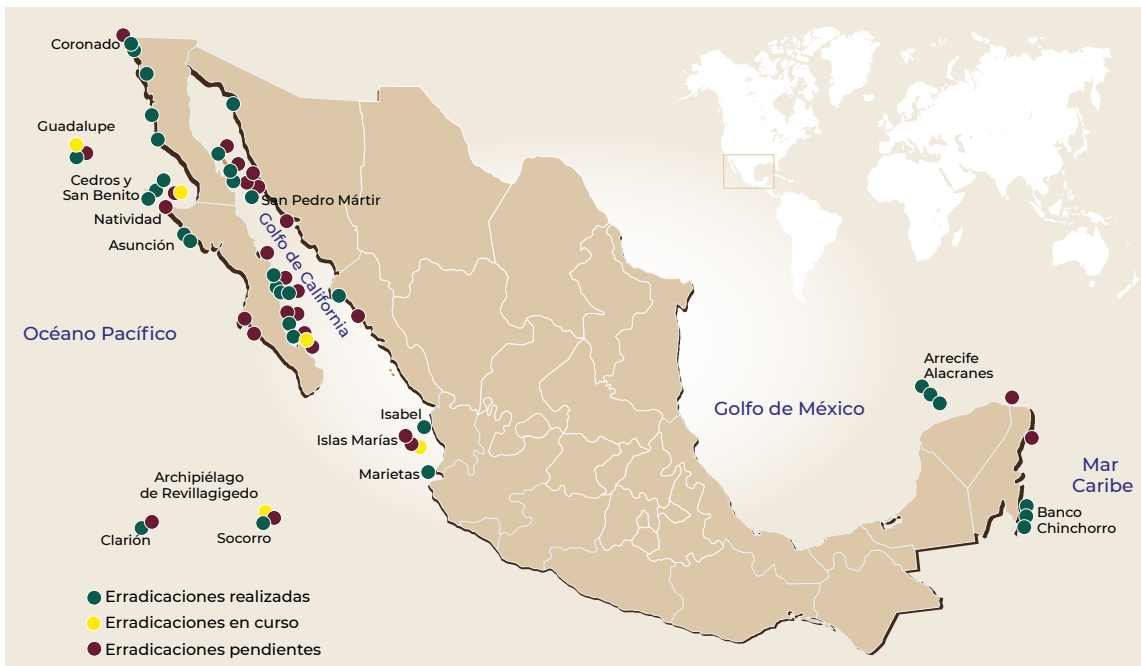 Coronado
Guadalupe
Cedros y
San Benito
Natividad
Asunción
San Pedro Mártir
Golfo de California
Océano Pacífico
Golfo de México
Arrecife
Alacranes
Mar
Caribe
Banco
Chinchorro
Isabel
Islas Marías
Marietas
Archipiélago
de Revillagigedo
Clarión
Socorro
Erradicaciones realizadas
Erradicaciones en curso
Erradicaciones pendientes